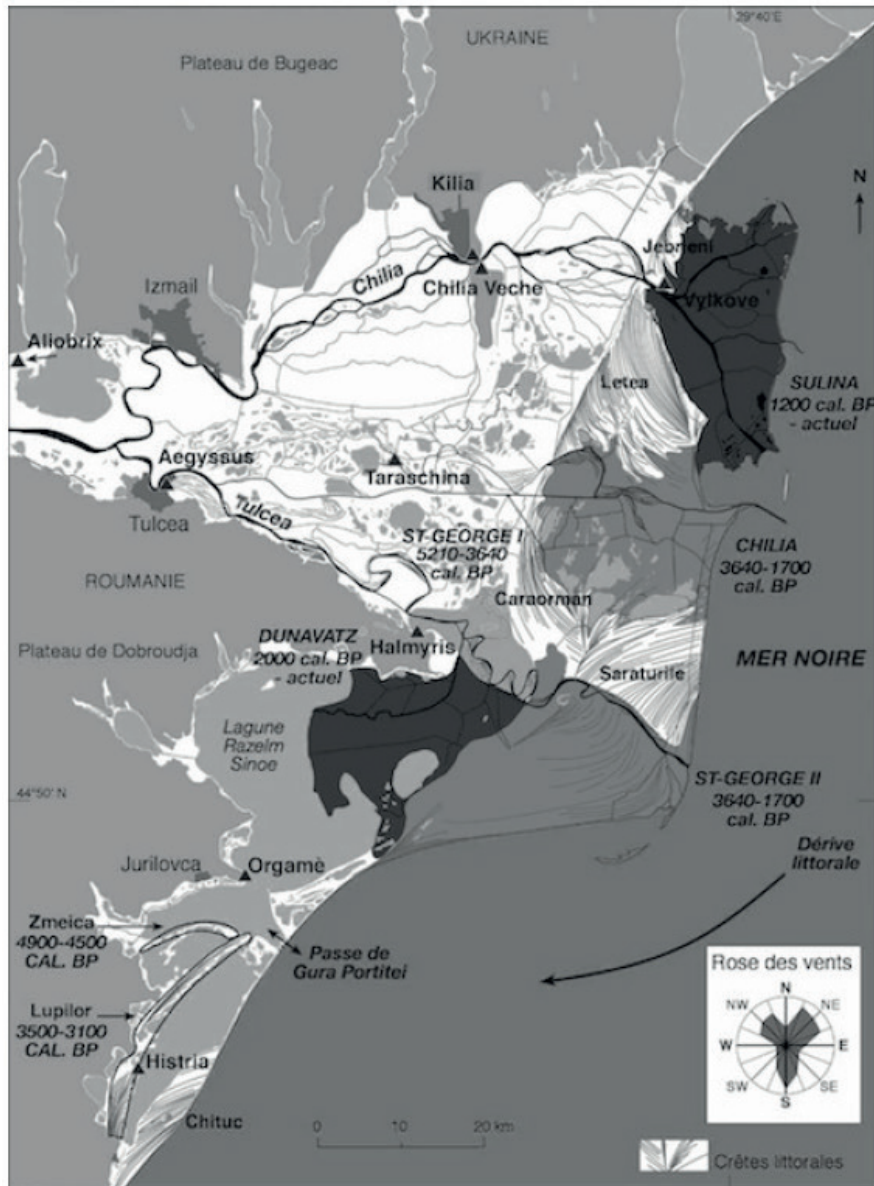 29°40' E
UKRAINE
Plateau de Bugeac
N
Kilia
Jebrieni
Izmail
Chilia
Chilia Veche
Vylkove
Aliobrix
Letea
SULINA
1200 cal. BP
- actuel
Aegyssus
Taraschina
Tulcea
Tulcea
ST-GEORGE I
5210-3640
cal. BP
CHILIA
3640-1700
cal. BP
ROUMANIE
Caraorman
DUNAVATZ
2000 cal. BP
- actuel
Halmyris
Plateau de Dobroudja
MER NOIRE
Saraturile
Lagune
Razelm
Sinoe
ST-GEORGE II
3640-1700
cal. BP
44°50' N
Dérive
littorale
Jurilovca
Orgamè
Zmeica
4900-4500
CAL. BP
Passe de
Gura Portitei
Rose des vents
N
NW
NE
W
E
SW
SE
S
Lupilor
3500-3100
CAL. BP
Histria
Chituc
0
10
20 km
Crêtes littorales